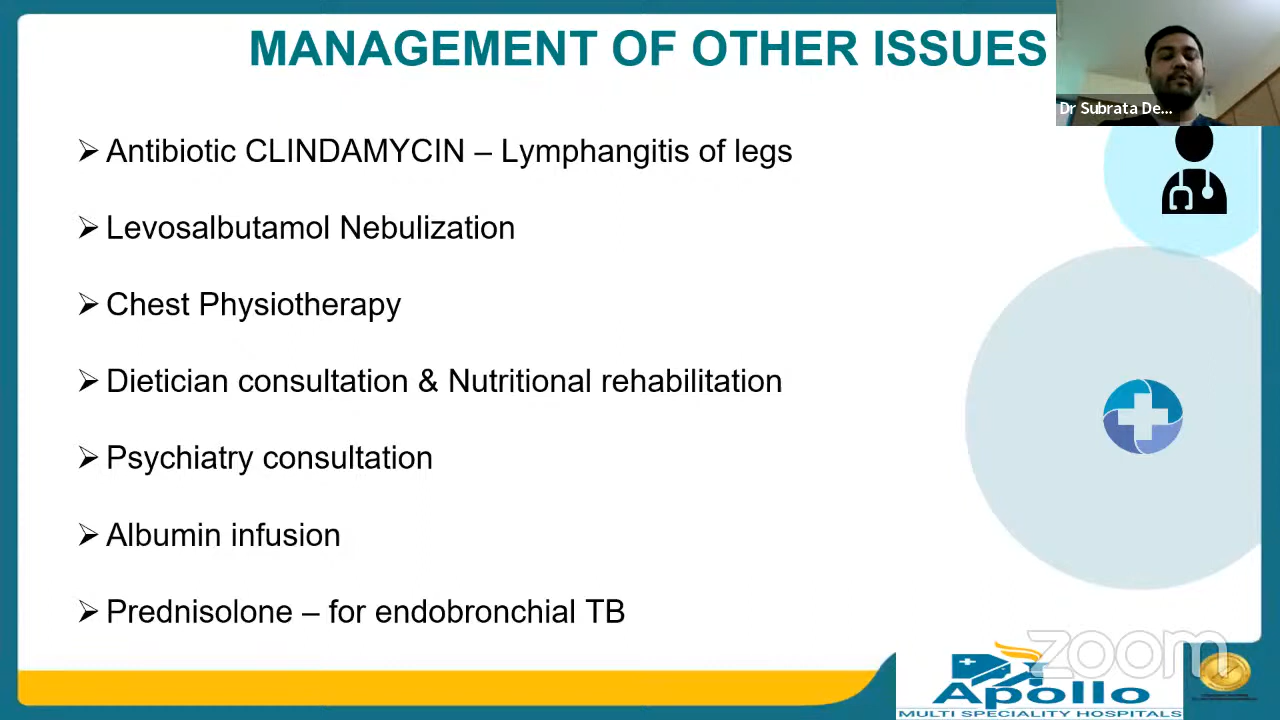 MANAGEMENT OF OTHER ISSUES
Dr Subrata De...
➢ Antibiotic CLINDAMYCIN – Lymphangitis of legs
➢ Levosalbutamol Nebulization
➢ Chest Physiotherapy
➢ Dietician consultation & Nutritional rehabilitation
➢ Psychiatry consultation
➢ Albumin infusion
➢ Prednisolone – for endobronchial TB
zoom
Apollo
MULTI SPECIALITY HOSPITALS